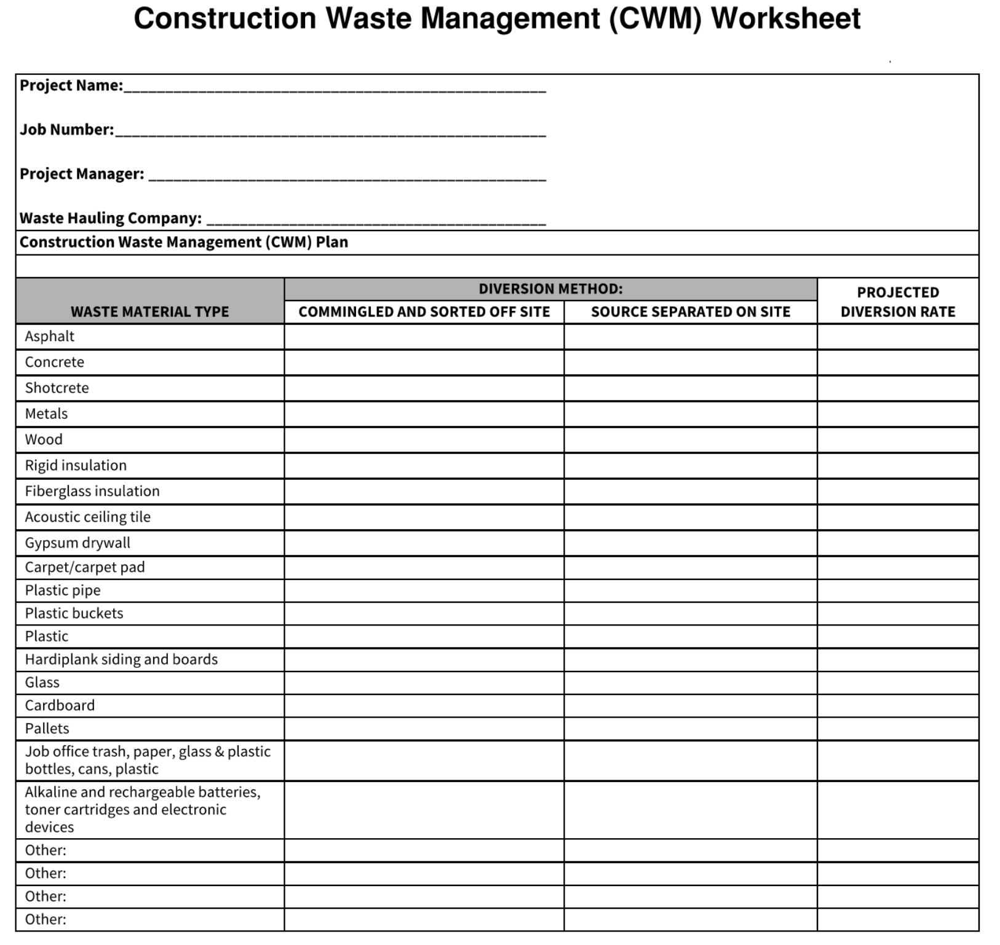 Construction Waste Management (CWM) Worksheet
Project Name:___________________________________________________
Job Number:____________________________________________________
Project Manager: ________________________________________________
Waste Hauling Company: _________________________________________
Construction Waste Management (CWM) Plan
WASTE MATERIAL TYPE
DIVERSION METHOD:
COMMINGLED AND SORTED OFF SITE
SOURCE SEPARATED ON SITE
PROJECTED
DIVERSION RATE
Asphalt
Concrete
Shotcrete
Metals
Wood
Rigid insulation
Fiberglass insulation
Acoustic ceiling tile
Gypsum drywall
Carpet/carpet pad
Plastic pipe
Plastic buckets
Plastic
Hardiplank siding and boards
Glass
Cardboard
Pallets
Job office trash, paper, glass & plastic
bottles, cans, plastic
Alkaline and rechargeable batteries,
toner cartridges and electronic
devices
Other:
Other:
Other:
Other: